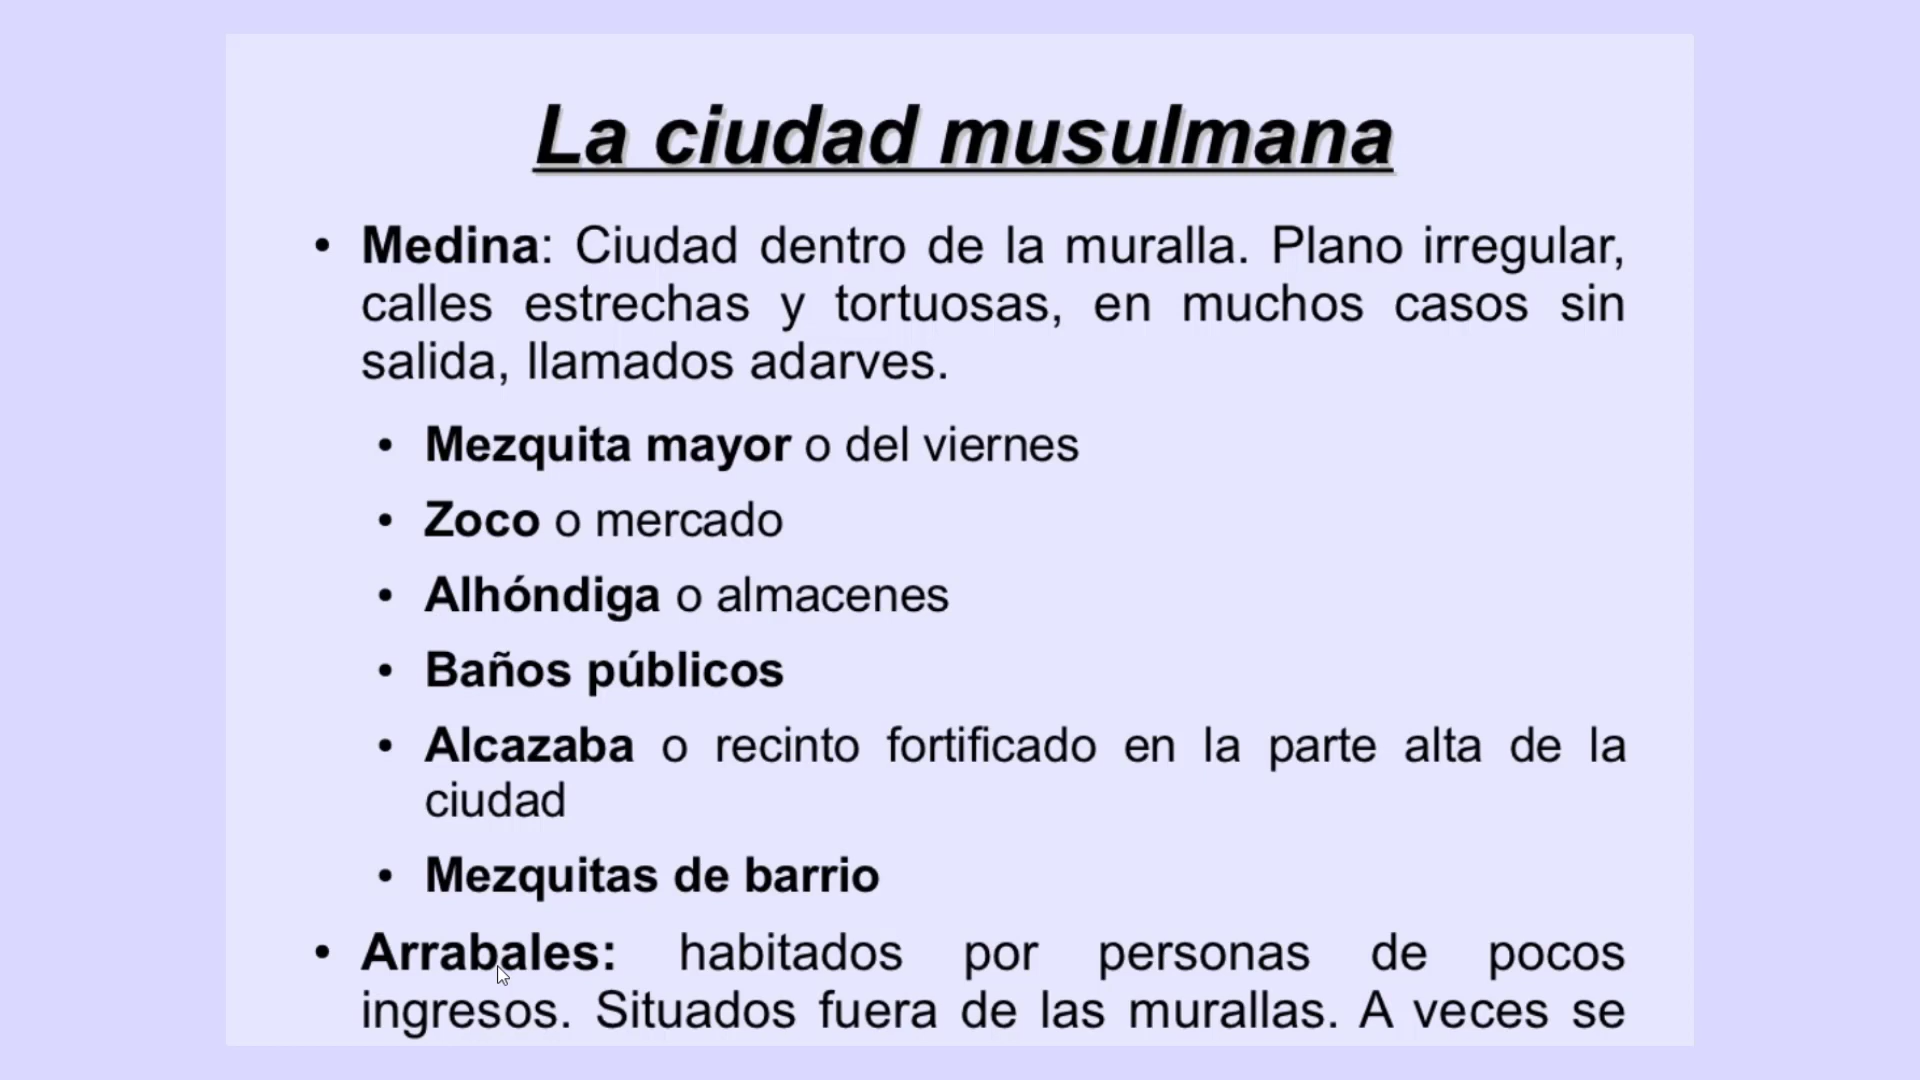 La ciudad musulmana
• Medina: Ciudad dentro de la muralla. Plano irregular,
calles estrechas y tortuosas, en muchos casos sin
salida, llamados adarves.
• Mezquita mayor o del viernes
• Zoco o mercado
• Alhóndiga o almacenes
• Baños públicos
• Alcazaba o recinto fortificado en la parte alta de la
ciudad
• Mezquitas de barrio
• Arrabales: habitados por personas de pocos
ingresos. Situados fuera de las murallas. A veces se